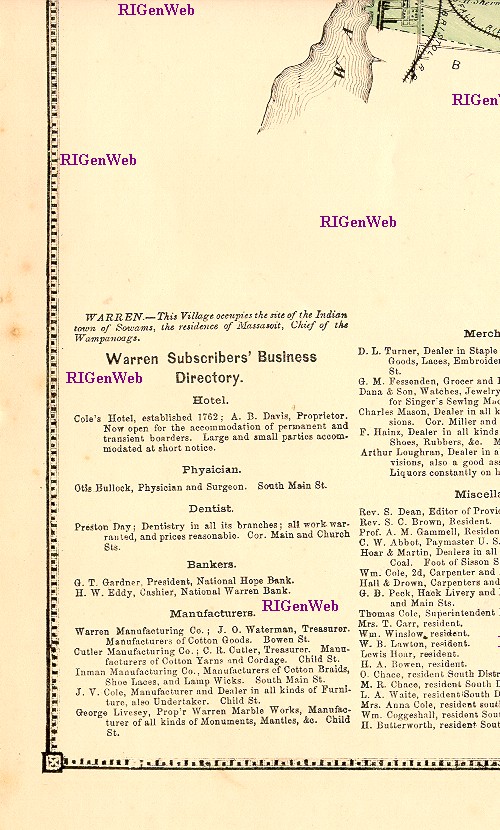 RIGenWeb
RIGenWeb
RIGenWeb
RIGenWeb
W A
BRISTOL R.
B
WARREN.—This Village occupies the site of the Indian
town of Sowams, the residence of Massasoit, Chief of the
Wampanoags.
Warren Subscribers' Business
RIGenWeb
Directory.
Hotel.
Cole's Hotel, established 1762; A. B. Davis, Proprietor.
Now open for the accommodation of permanent and
transient boarders. Large and small parties accom-
modated at short notice.
Physician.
Otis Bullock, Physician and Surgeon. South Main St.
Dentist.
Preston Day; Dentistry in all its branches; all work war-
ranted, and prices reasonable. Cor. Main and Church
Sts.
Bankers.
G. T. Gardner, President, National Hope Bank.
H. W. Eddy, Cashier, National Warren Bank.
RIGenWeb
Manufacturers.
Warren Manufacturing Co.; J. O. Waterman, Treasurer.
Manufacturers of Cotton Goods. Bowen St.
Cutler Manufacturing Co.; C. R. Cutler, Treasurer. Manu-
facturers of Cotton Yarns and Cordage. Child St.
Inman Manufacturing Co., Manufacturers of Cotton Braids,
Shoe Laces, and Lamp Wicks. South Main St.
J. V. Cole, Manufacturer and Dealer in all kinds of Furni-
ture, also Undertaker. Child St.
George Livesey, Prop'r Warren Marble Works, Manufac-
turer of all kinds of Monuments, Mantles, &c. Child
St.
Merch
D. L. Turner, Dealer in Staple
Goods, Laces, Embroider
St.
G. M. Fessenden, Grocer and
Dana & Son, Watches, Jewelry
for Singer's Sewing Mac
Charles Mason, Dealer in all k
sions. Cor. Miller and
F. Hainz, Dealer in all kinds
Shoes, Rubbers, &c. M
Arthur Loughran, Dealer in a
visions, also a good ass
Liquors constantly on h
Miscell
Rev. S. Dean, Editor of Provi
Rev. S. C. Brown, Resident.
Prof. A. M. Gammell, Residen
C. W. Abbot, Paymaster U. S.
Hoar & Martin, Dealers in all
Coal. Foot of Sisson S
Wm. Cole, 2d, Carpenter and
Hall & Drown, Carpenters and
G. B. Peck, Hack Livery and
and Main Sts.
Thomas Cole, Superintendent
Mrs. T. Carr, resident.
Wm. Winslow, resident.
W. B. Lawton, resident.
Lewis Hoar, resident.
H. A. Bowen, resident.
O. Chace, resident South Distr
M. R. Chace, resident South D
L. A. Waite, resident South D
Mrs. Anna Cole, resident sout
Wm. Coggeshall, resident Sou
H. Butterworth, resident Sout